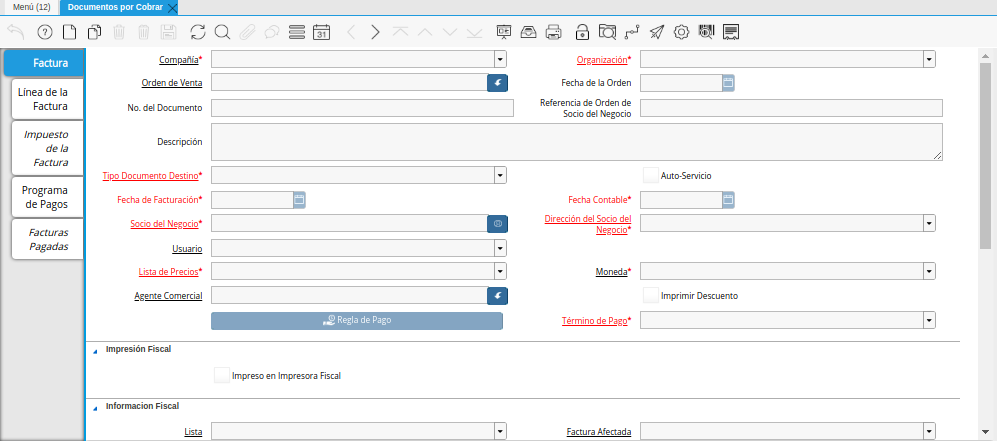 Menú (12)
Documentos por Cobrar
31
Factura
Línea de la
Factura
Impuesto
de la
Factura
Programa
de Pagos
Facturas
Pagadas
Compañía*
Organización*
Orden de Venta
Fecha de la Orden
No. del Documento
Referencia de Orden de
Socio del Negocio
Descripción
Tipo Documento Destino*
Auto-Servicio
Fecha de Facturación*
Fecha Contable*
Socio del Negocio*
Dirección del Socio del
Negocio*
Usuario
Lista de Precios*
Moneda*
Agente Comercial
Imprimir Descuento
Regla de Pago
Término de Pago*
Impresión Fiscal
Impreso en Impresora Fiscal
Informacion Fiscal
Lista
Factura Afectada